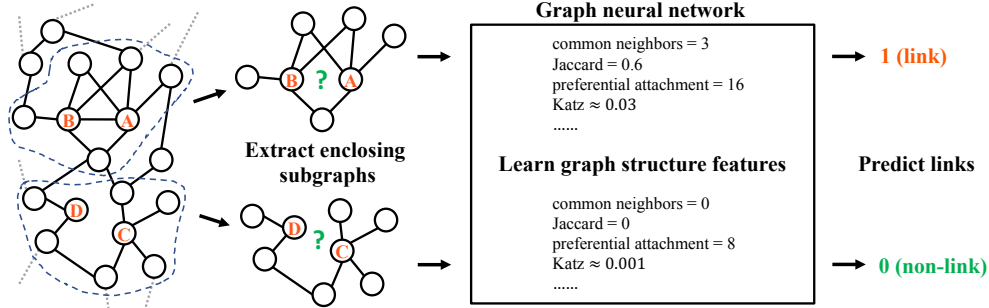 Graph neural network
common neighbors = 3
Jaccard = 0.6
preferential attachment = 16
Katz ≈ 0.03
......
1 (link)
B
A
B
?
A
Extract enclosing
subgraphs
Learn graph structure features
Predict links
D
C
D
?
C
common neighbors = 0
Jaccard = 0
preferential attachment = 8
Katz ≈ 0.001
......
0 (non-link)